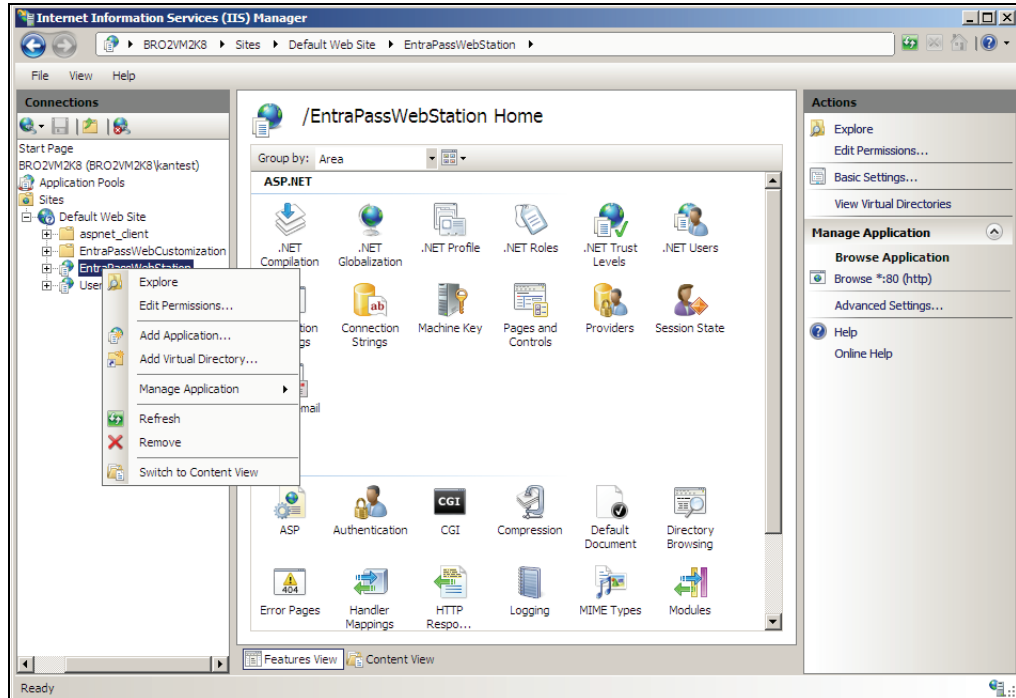 Internet Information Services (IIS) Manager
BRO2VM2K8 Sites Default Web Site EntraPassWebStation
File View Help
Connections
Start Page
BRO2VM2K8 (BRO2VM2K8\kantest)
Application Pools
Sites
Default Web Site
aspnet_client
EntraPassWebCustomization
EntraPassWebStation
User
Explore
Edit Permissions...
Add Application...
Add Virtual Directory...
Manage Application
Refresh
Remove
Switch to Content View
/EntraPassWebStation Home
Group by: Area
ASP.NET
.NET Compilation
.NET Globalization
.NET Profile
.NET Roles
.NET Trust Levels
.NET Users
Connection Strings
Machine Key
Pages and Controls
Providers
Session State
ASP
Authentication
CGI
CGI
Compression
Default Document
Directory Browsing
404
Error Pages
Handler Mappings
HTTP Respo...
Logging
MIME Types
Modules
Features View
Content View
Actions
Explore
Edit Permissions...
Basic Settings...
View Virtual Directories
Manage Application
Browse Application
Browse *:80 (http)
Advanced Settings...
Help
Online Help
Ready